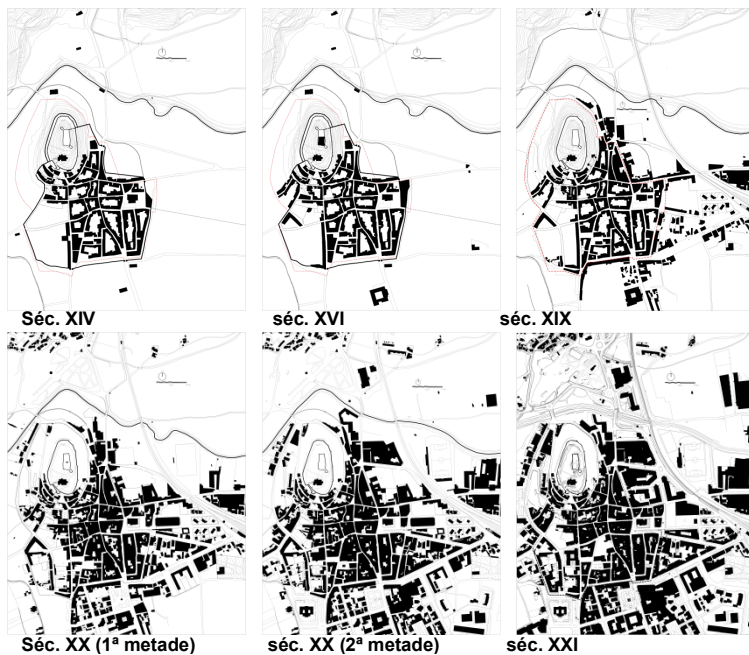 Séc. XIV
séc. XVI
séc. XIX
Séc. XX (1ª metade)
séc. XX (2ª metade)
séc. XXI